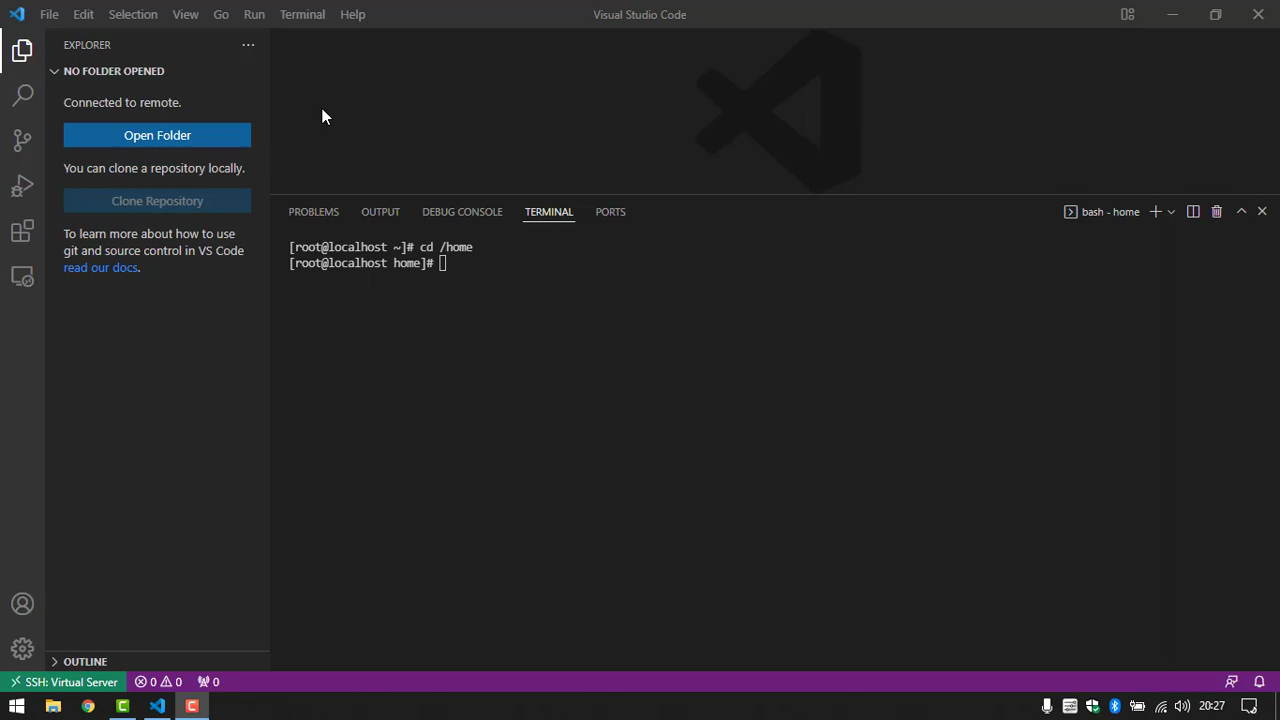 File Edit Selection View Go Run Terminal Help
Visual Studio Code
EXPLORER
NO FOLDER OPENED
Connected to remote.
Open Folder
You can clone a repository locally.
Clone Repository
To learn more about how to use
git and source control in VS Code
read our docs.
OUTLINE
PROBLEMS OUTPUT DEBUG CONSOLE TERMINAL PORTS
bash - home
[root@localhost ~]# cd /home
[root@localhost home]#
SSH: Virtual Server 0 0 0
20:27